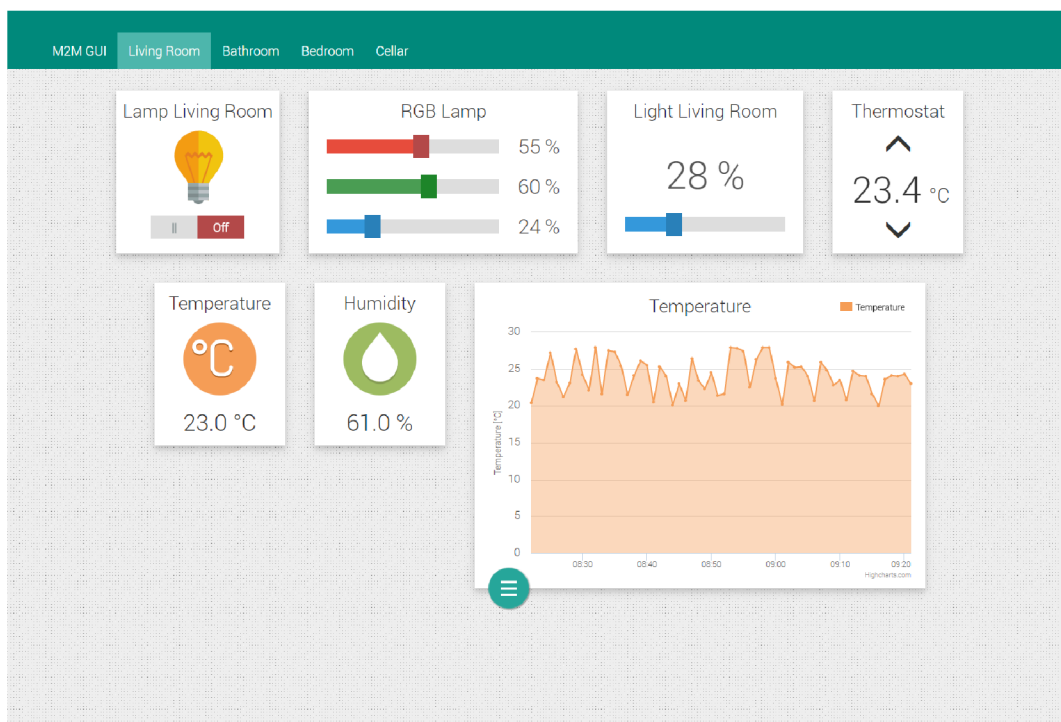 M2M GUI Living Room Bathroom Bedroom Cellar
Lamp Living Room
Off
RGB Lamp
55 %
60 %
24 %
Light Living Room
28 %
Thermostat
23.4 °C
Temperature
°C
23.0 °C
Humidity
61.0 %
Temperature
Temperature
30
25
20
15
10
5
0
Temperature [°C]
08:30 08:40 08:50 09:00 09:10 09:20
Highcharts.com